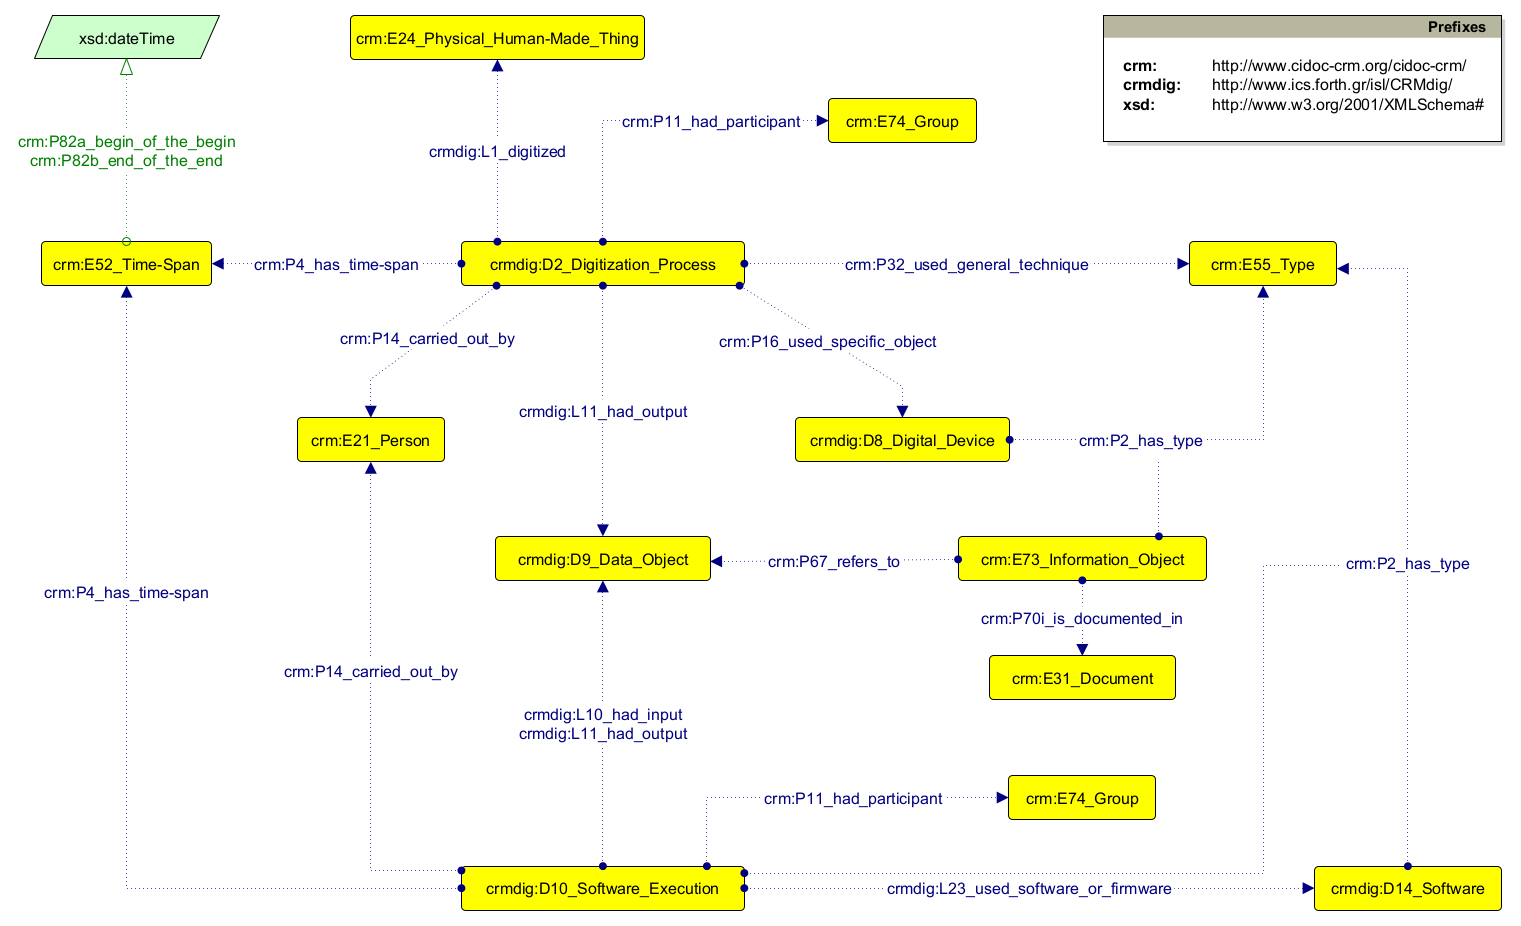 xsd:dateTime
crm:E24_Physical_Human-Made_Thing
Prefixes
crm: http://www.cidoc-crm.org/cidoc-crm/
crmdig: http://www.ics.forth.gr/isl/CRMdig/
xsd: http://www.w3.org/2001/XMLSchema#
crm:P11_had_participant
crm:E74_Group
crm:P82a_begin_of_the_begin
crm:P82b_end_of_the_end
crmdig:L1_digitized
crm:E52_Time-Span
crm:P4_has_time-span
crmdig:D2_Digitization_Process
crm:P32_used_general_technique
crm:E55_Type
crm:P14_carried_out_by
crm:P16_used_specific_object
crmdig:L11_had_output
crm:E21_Person
crmdig:D8_Digital_Device
crm:P2_has_type
crmdig:D9_Data_Object
crm:P67_refers_to
crm:E73_Information_Object
crm:P2_has_type
crm:P4_has_time-span
crm:P70i_is_documented_in
crm:P14_carried_out_by
crm:E31_Document
crmdig:L10_had_input
crmdig:L11_had_output
crm:P11_had_participant
crm:E74_Group
crmdig:D10_Software_Execution
crmdig:L23_used_software_or_firmware
crmdig:D14_Software